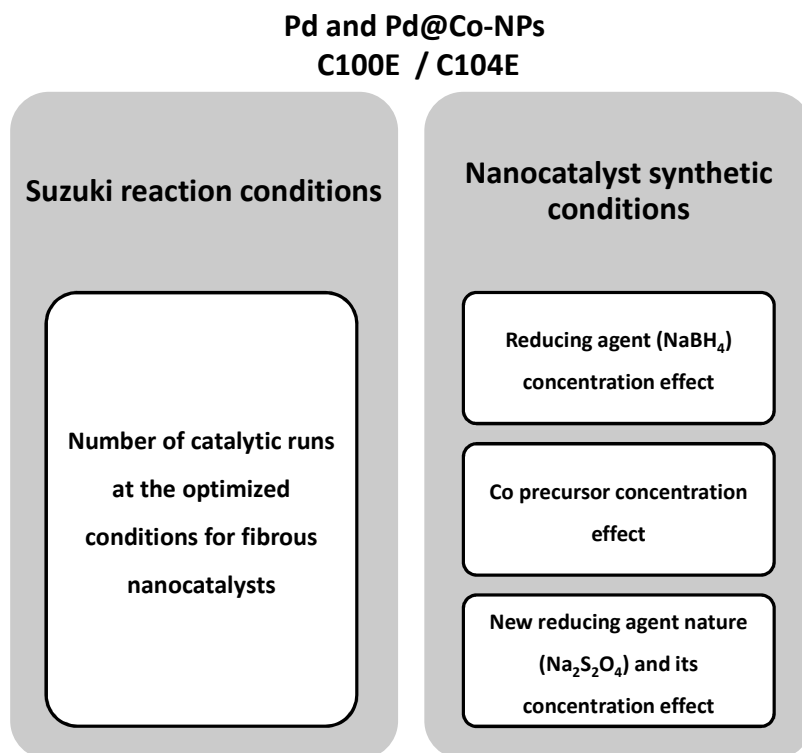 Pd and Pd@Co-NPs
C100E / C104E
Suzuki reaction conditions
Number of catalytic runs
at the optimized
conditions for fibrous
nanocatalysts
Nanocatalyst synthetic
conditions
Reducing agent (NaBH₄)
concentration effect
Co precursor concentration
effect
New reducing agent nature
(Na₂S₂O₄) and its
concentration effect